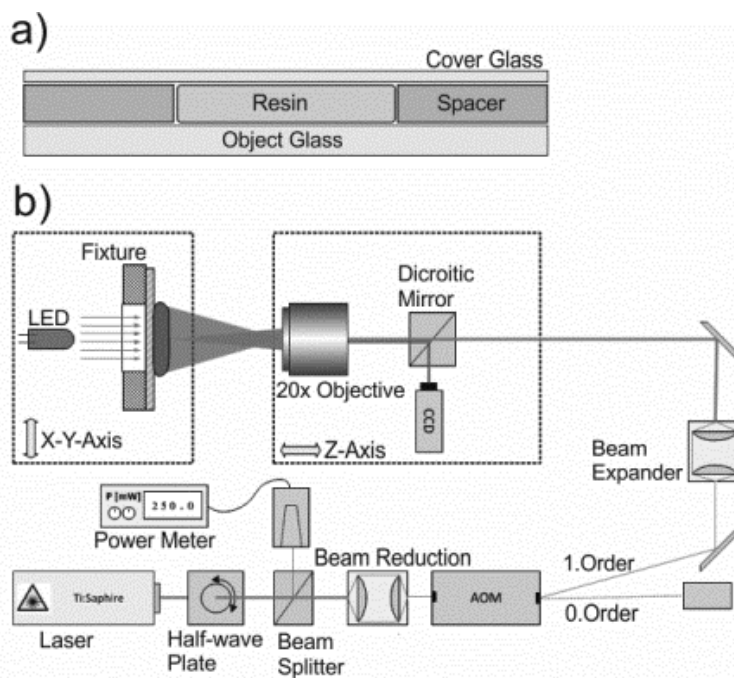 a)
Cover Glass
Resin
Spacer
Object Glass
b)
Fixture
LED
X-Y-Axis
Dicroitic
Mirror
20x Objective
CCD
Z-Axis
Beam
Expander
P [mW]
250.0
Power Meter
Beam Reduction
1.Order
0.Order
Ti:Saphire
AOM
Laser
Half-wave
Plate
Beam
Splitter